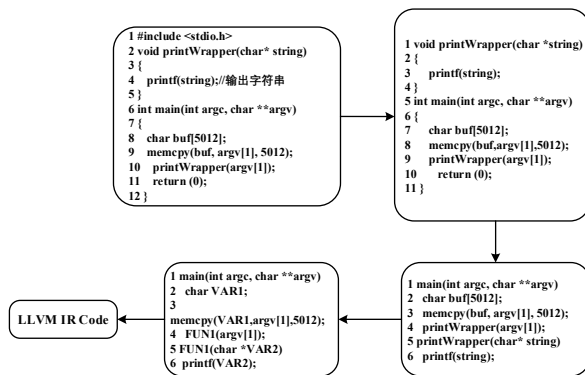 1 #include <stdio.h>
2 void printWrapper(char* string)
3 {
4 printf(string);//输出字符串
5 }
6 int main(int argc, char **argv)
7 {
8 char buf[5012];
9 memcpy(buf, argv[1], 5012);
10 printWrapper(argv[1]);
11 return (0);
12 }
1 void printWrapper(char *string)
2 {
3 printf(string);
4 }
5 int main(int argc, char **argv)
6 {
7 char buf[5012];
8 memcpy(buf,argv[1],5012);
9 printWrapper(argv[1]);
10 return (0);
11 }
1 main(int argc, char **argv)
2 char buf[5012];
3 memcpy(buf, argv[1], 5012);
4 printWrapper(argv[1]);
5 printWrapper(char* string)
6 printf(string);
1 main(int argc, char **argv)
2 char VAR1;
3
memcpy(VAR1,argv[1],5012);
4 FUN1(argv[1]);
5 FUN1(char *VAR2)
6 printf(VAR2);
LLVM IR Code